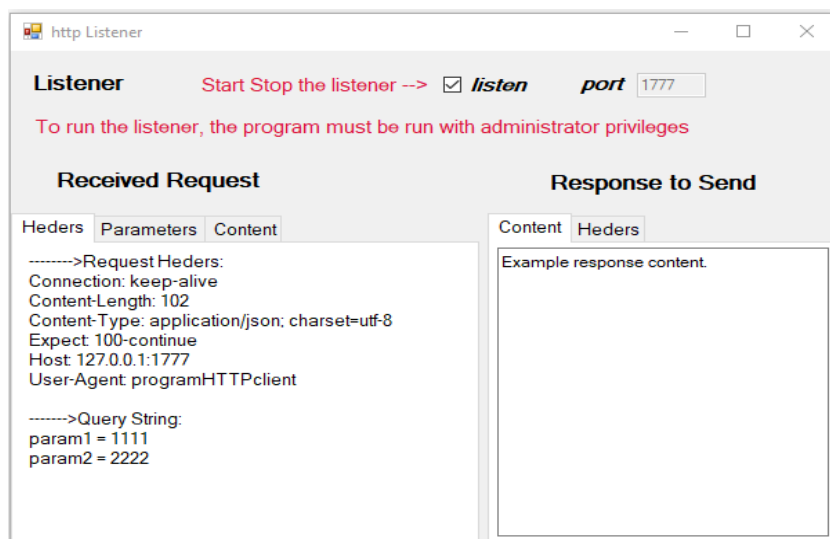 http Listener
Listener Start Stop the listener --> listen port 1777
To run the listener, the program must be run with administrator privileges
Received Request
Response to Send
Heders Parameters Content
Content Heders
-------->Request Heders:
Connection: keep-alive
Content-Length: 102
Content-Type: application/json; charset=utf-8
Expect: 100-continue
Host: 127.0.0.1:1777
User-Agent: programHTTPclient
------->Query String:
param1 = 1111
param2 = 2222
Example response content.